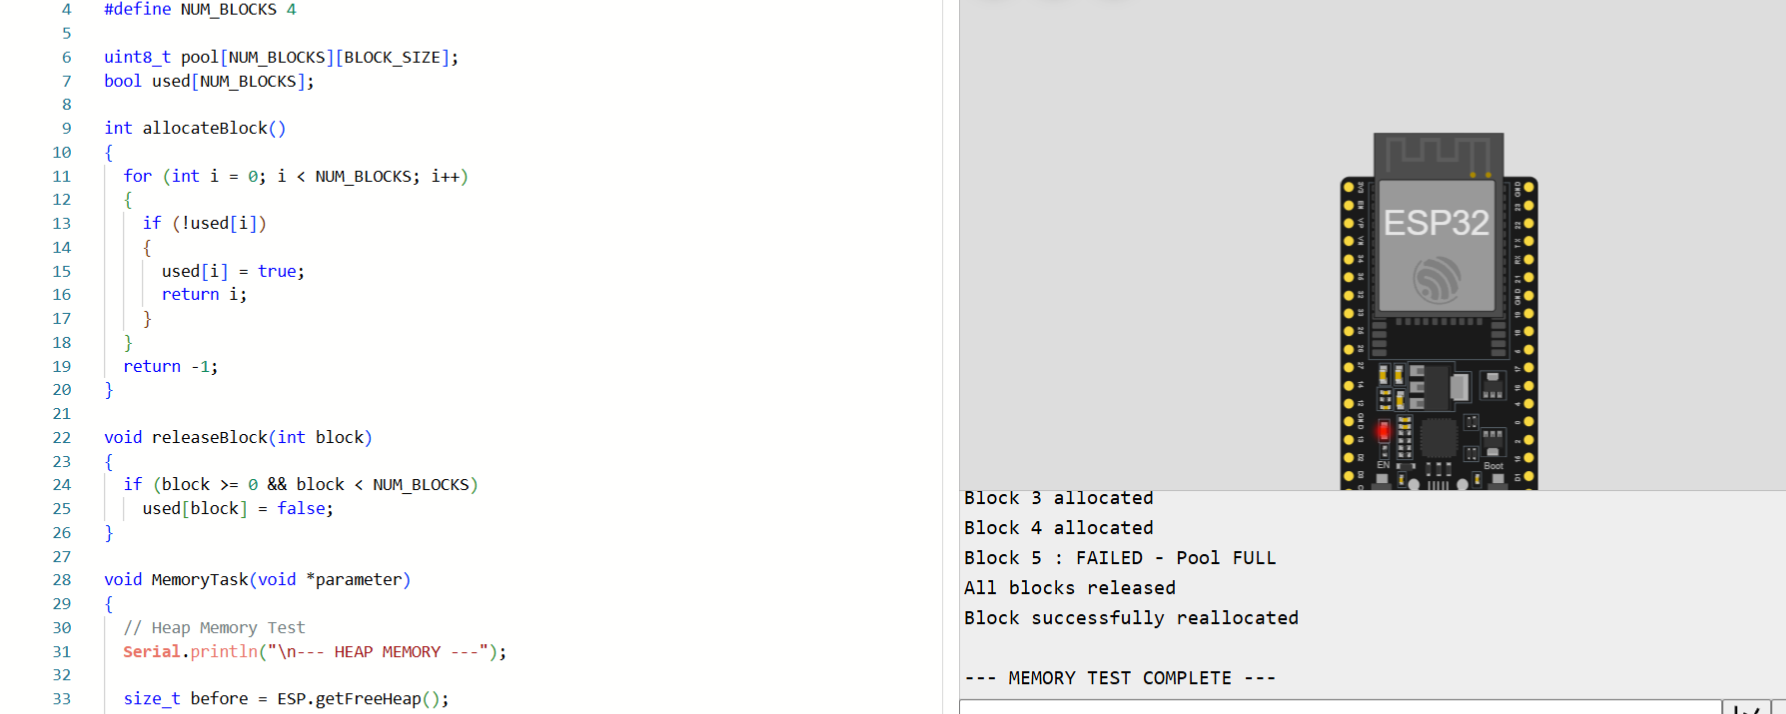 4 #define NUM_BLOCKS 4
5
6 uint8_t pool[NUM_BLOCKS][BLOCK_SIZE];
7 bool used[NUM_BLOCKS];
8
9 int allocateBlock()
10 {
11 for (int i = 0; i < NUM_BLOCKS; i++)
12 {
13 if (!used[i])
14 {
15 used[i] = true;
16 return i;
17 }
18 }
19 return -1;
20 }
21
22 void releaseBlock(int block)
23 {
24 if (block >= 0 && block < NUM_BLOCKS)
25 used[block] = false;
26 }
27
28 void MemoryTask(void *parameter)
29 {
30 // Heap Memory Test
31 Serial.println("\n--- HEAP MEMORY ---");
32
33 size_t before = ESP.getFreeHeap();
ESP32
EN
Boot
Block 3 allocated
Block 4 allocated
Block 5 : FAILED - Pool FULL
All blocks released
Block successfully reallocated
--- MEMORY TEST COMPLETE ---